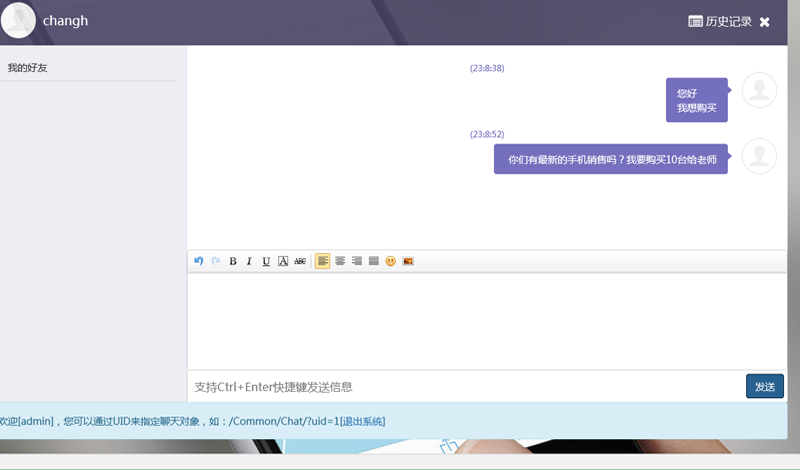 changh
历史记录
我的好友
(23:8:38)
您好
我想购买
(23:8:52)
你们有最新的手机销售吗？我要购买10台给老师
B I U A ABC
支持Ctrl+Enter快捷键发送信息
发送
欢迎[admin]，您可以通过UID来指定聊天对象，如：/Common/Chat/?uid=1[退出系统]